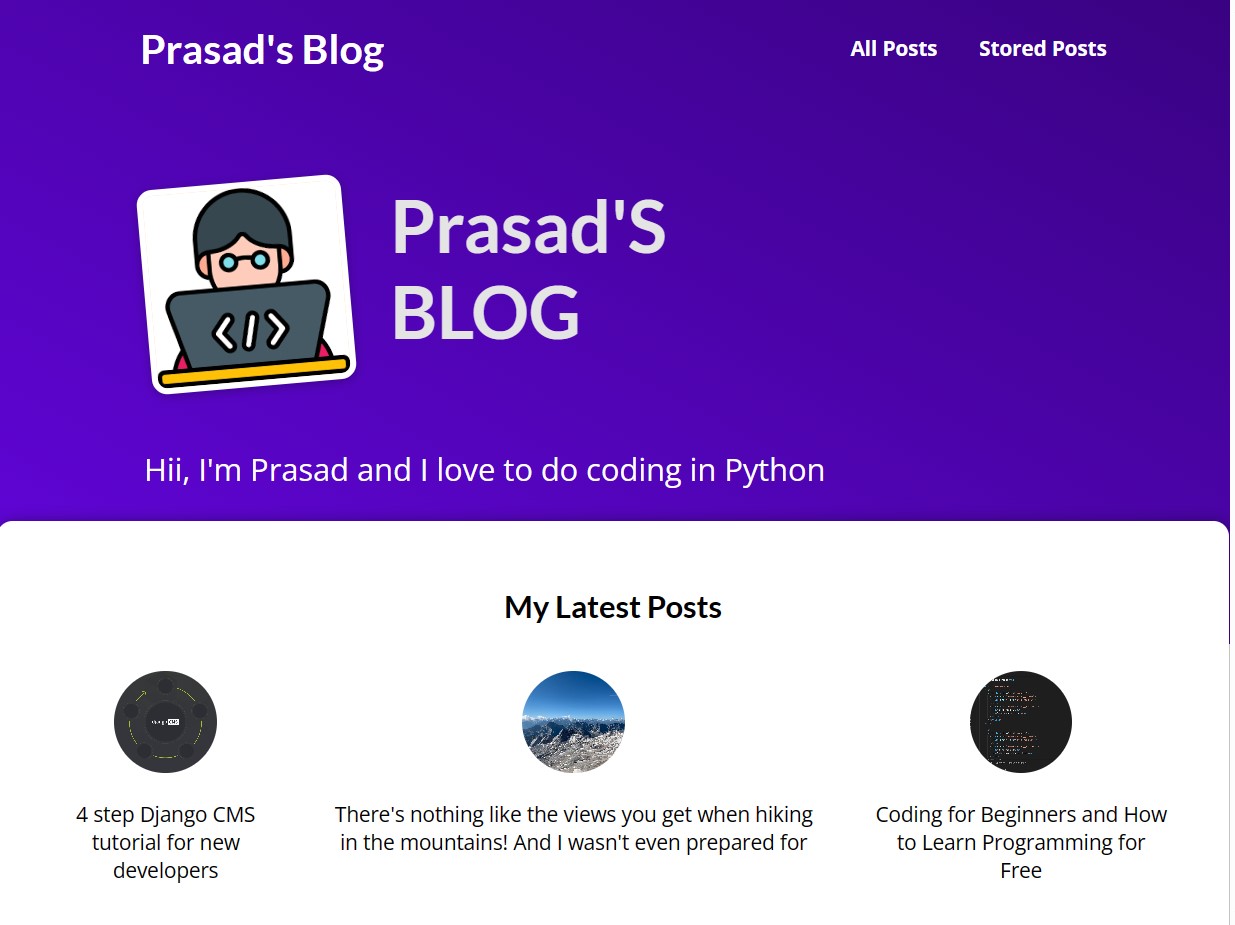 Prasad's Blog
All Posts
Stored Posts
</>
Prasad'S
BLOG
Hii, I'm Prasad and I love to do coding in Python
My Latest Posts
4 step Django CMS
tutorial for new
developers
There's nothing like the views you get when hiking
in the mountains! And I wasn't even prepared for
Coding for Beginners and How
to Learn Programming for
Free